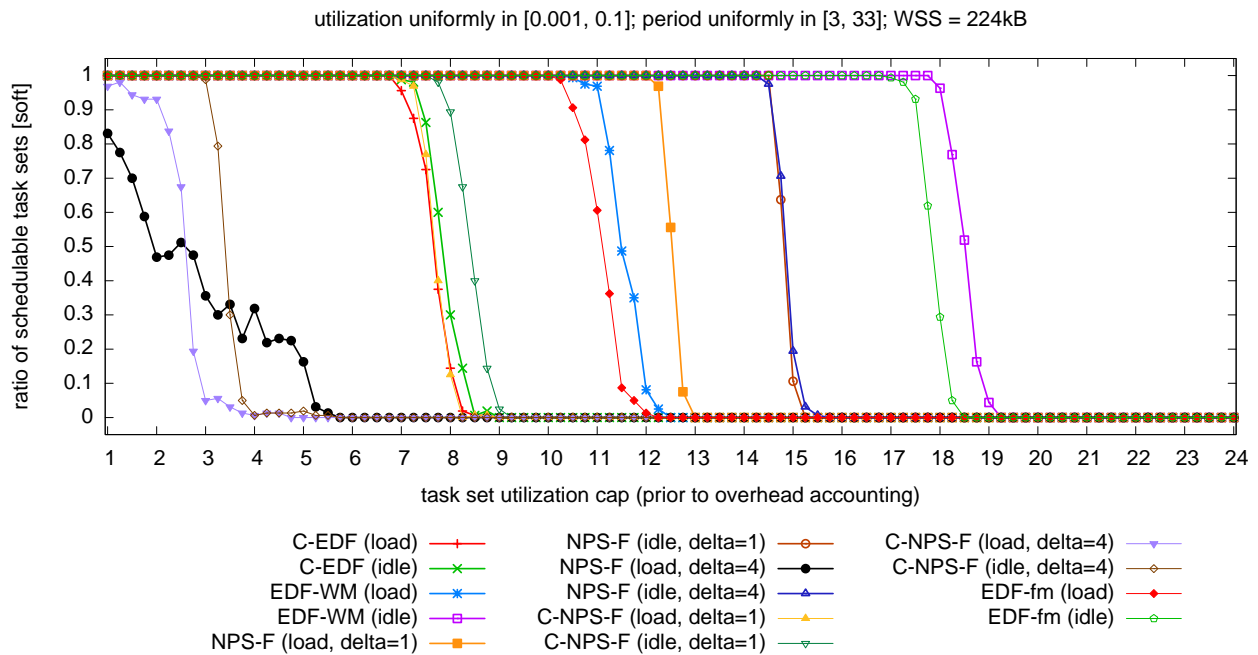 utilization uniformly in [0.001, 0.1]; period uniformly in [3, 33]; WSS = 224kB
ratio of schedulable task sets [soft]
1
0.9
0.8
0.7
0.6
0.5
0.4
0.3
0.2
0.1
0
1 2 3 4 5 6 7 8 9 10 11 12 13 14 15 16 17 18 19 20 21 22 23 24
task set utilization cap (prior to overhead accounting)
C-EDF (load)
C-EDF (idle)
EDF-WM (load)
EDF-WM (idle)
NPS-F (load, delta=1)
NPS-F (idle, delta=1)
NPS-F (load, delta=4)
NPS-F (idle, delta=4)
C-NPS-F (load, delta=1)
C-NPS-F (idle, delta=1)
C-NPS-F (load, delta=4)
C-NPS-F (idle, delta=4)
EDF-fm (load)
EDF-fm (idle)